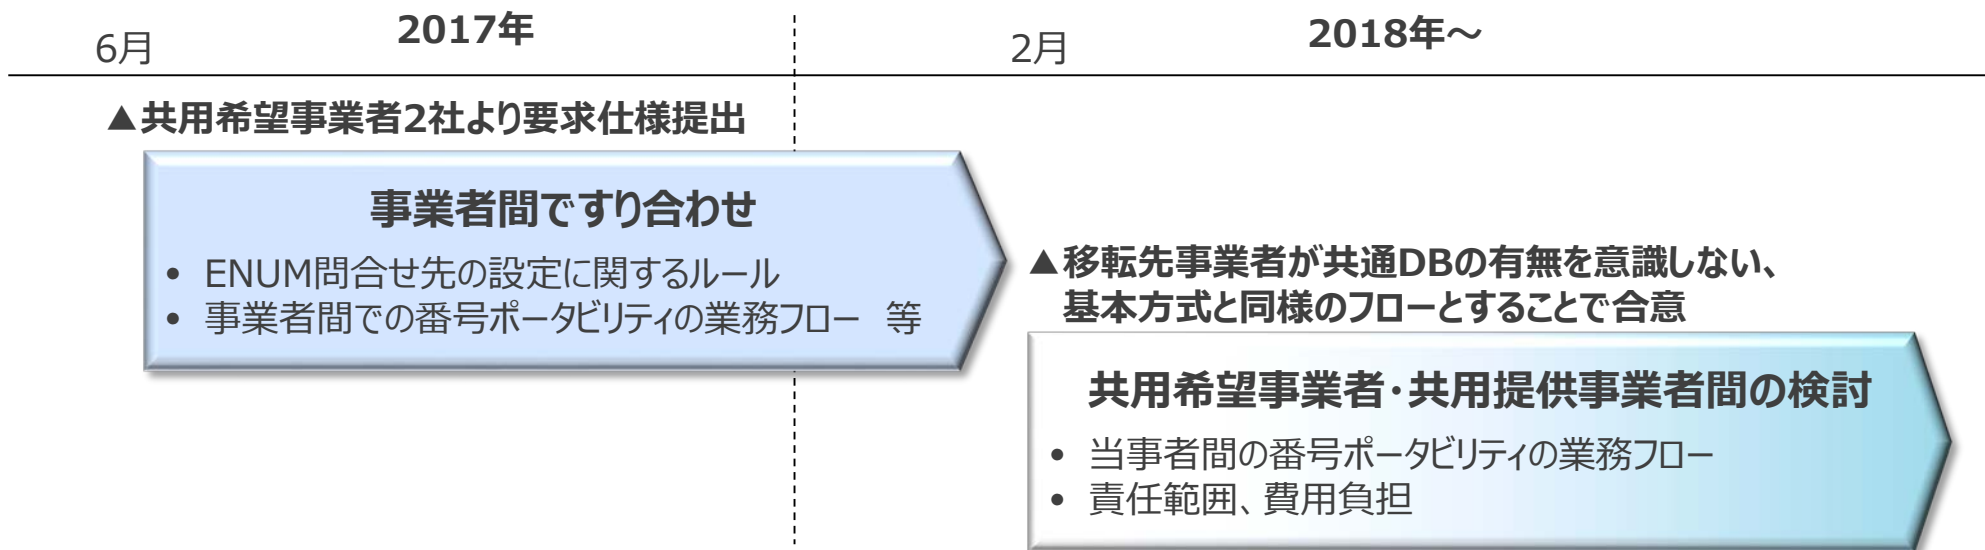 6月
2017年
2月
2018年～
▲共用希望事業者2社より要求仕様提出
事業者間ですり合わせ
• ENUM問合せ先の設定に関するルール
• 事業者間での番号ポータビリティの業務フロー　等
▲移転先事業者が共通DBの有無を意識しない、
基本方式と同様のフローとすることで合意
共用希望事業者・共用提供事業者間の検討
• 当事者間の番号ポータビリティの業務フロー
• 責任範囲、費用負担